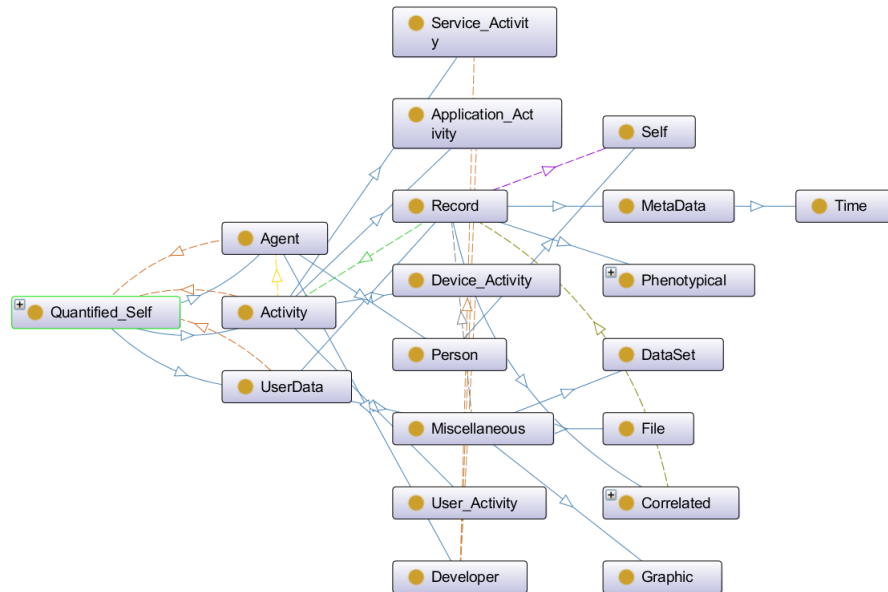 Service_Activit
y
Application_Act
ivity
Self
Record
MetaData
Time
Agent
Device_Activity
Phenotypical
Quantified_Self
Activity
Person
DataSet
UserData
Miscellaneous
File
User_Activity
Correlated
Developer
Graphic